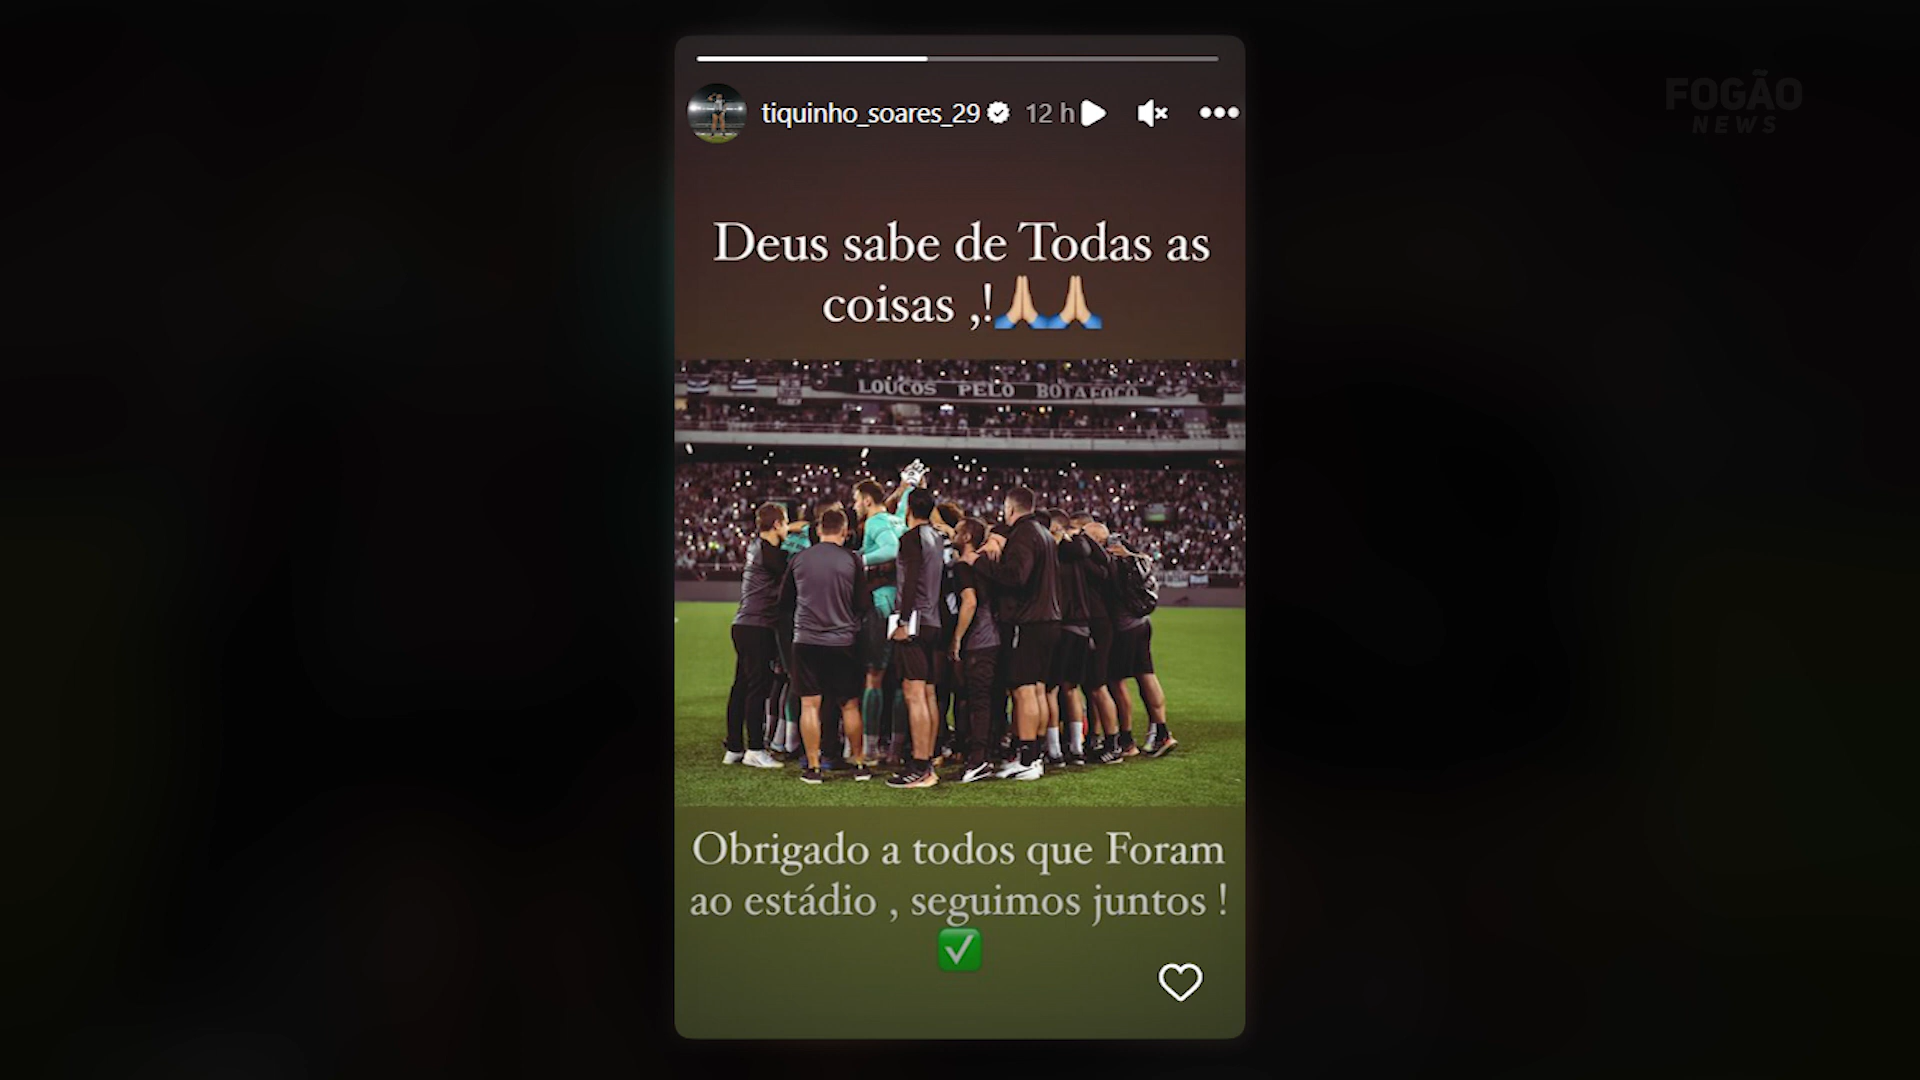 FOGÃO
NEWS
tiquinho_soares_29 12 h
Deus sabe de Todas as
coisas ,!🙏🏼🙏🏼
LOUCOS PELO BOTAFOGO
Obrigado a todos que Foram
ao estádio , seguimos juntos !
✅